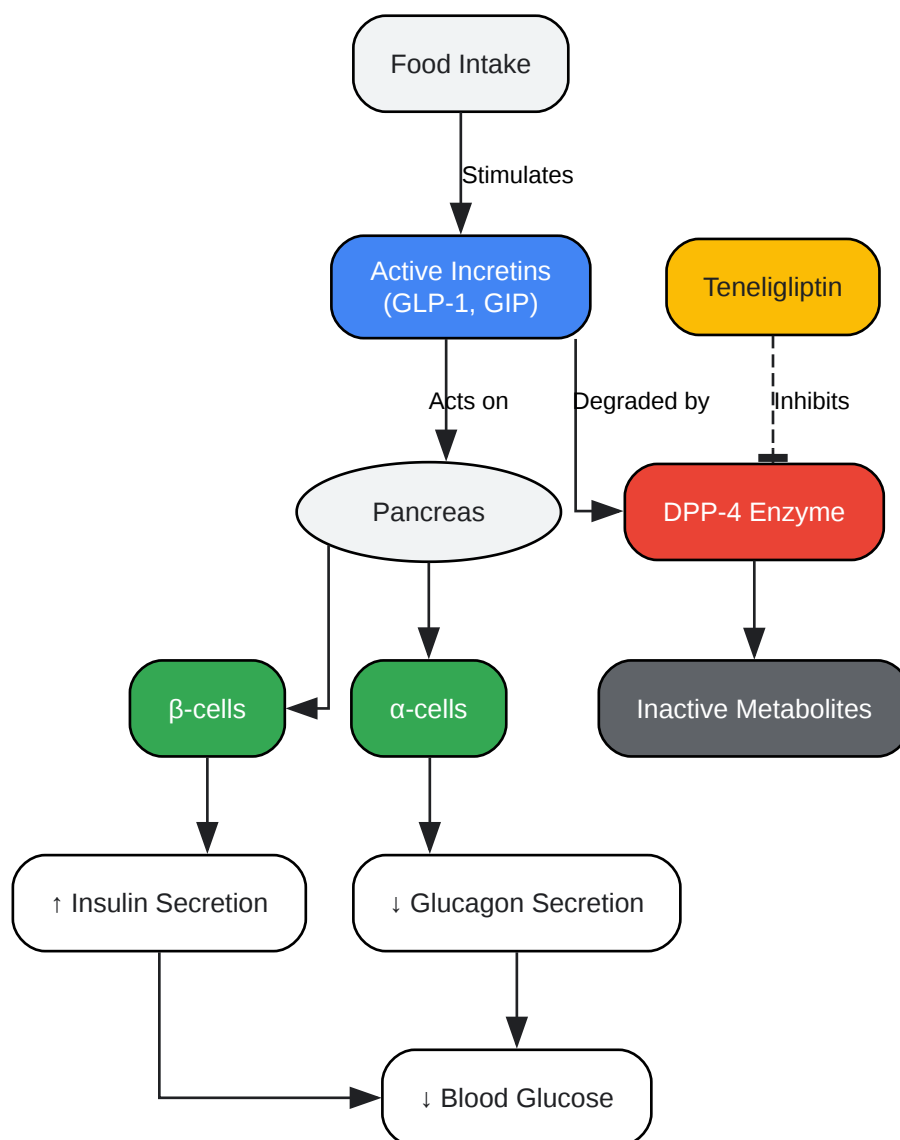 Food Intake
Stimulates
Active Incretins
(GLP-1, GIP)
Teneligliptin
Acts on
Degraded by
Inhibits
Pancreas
DPP-4 Enzyme
β-cells
α-cells
Inactive Metabolites
↑ Insulin Secretion
↓ Glucagon Secretion
↓ Blood Glucose